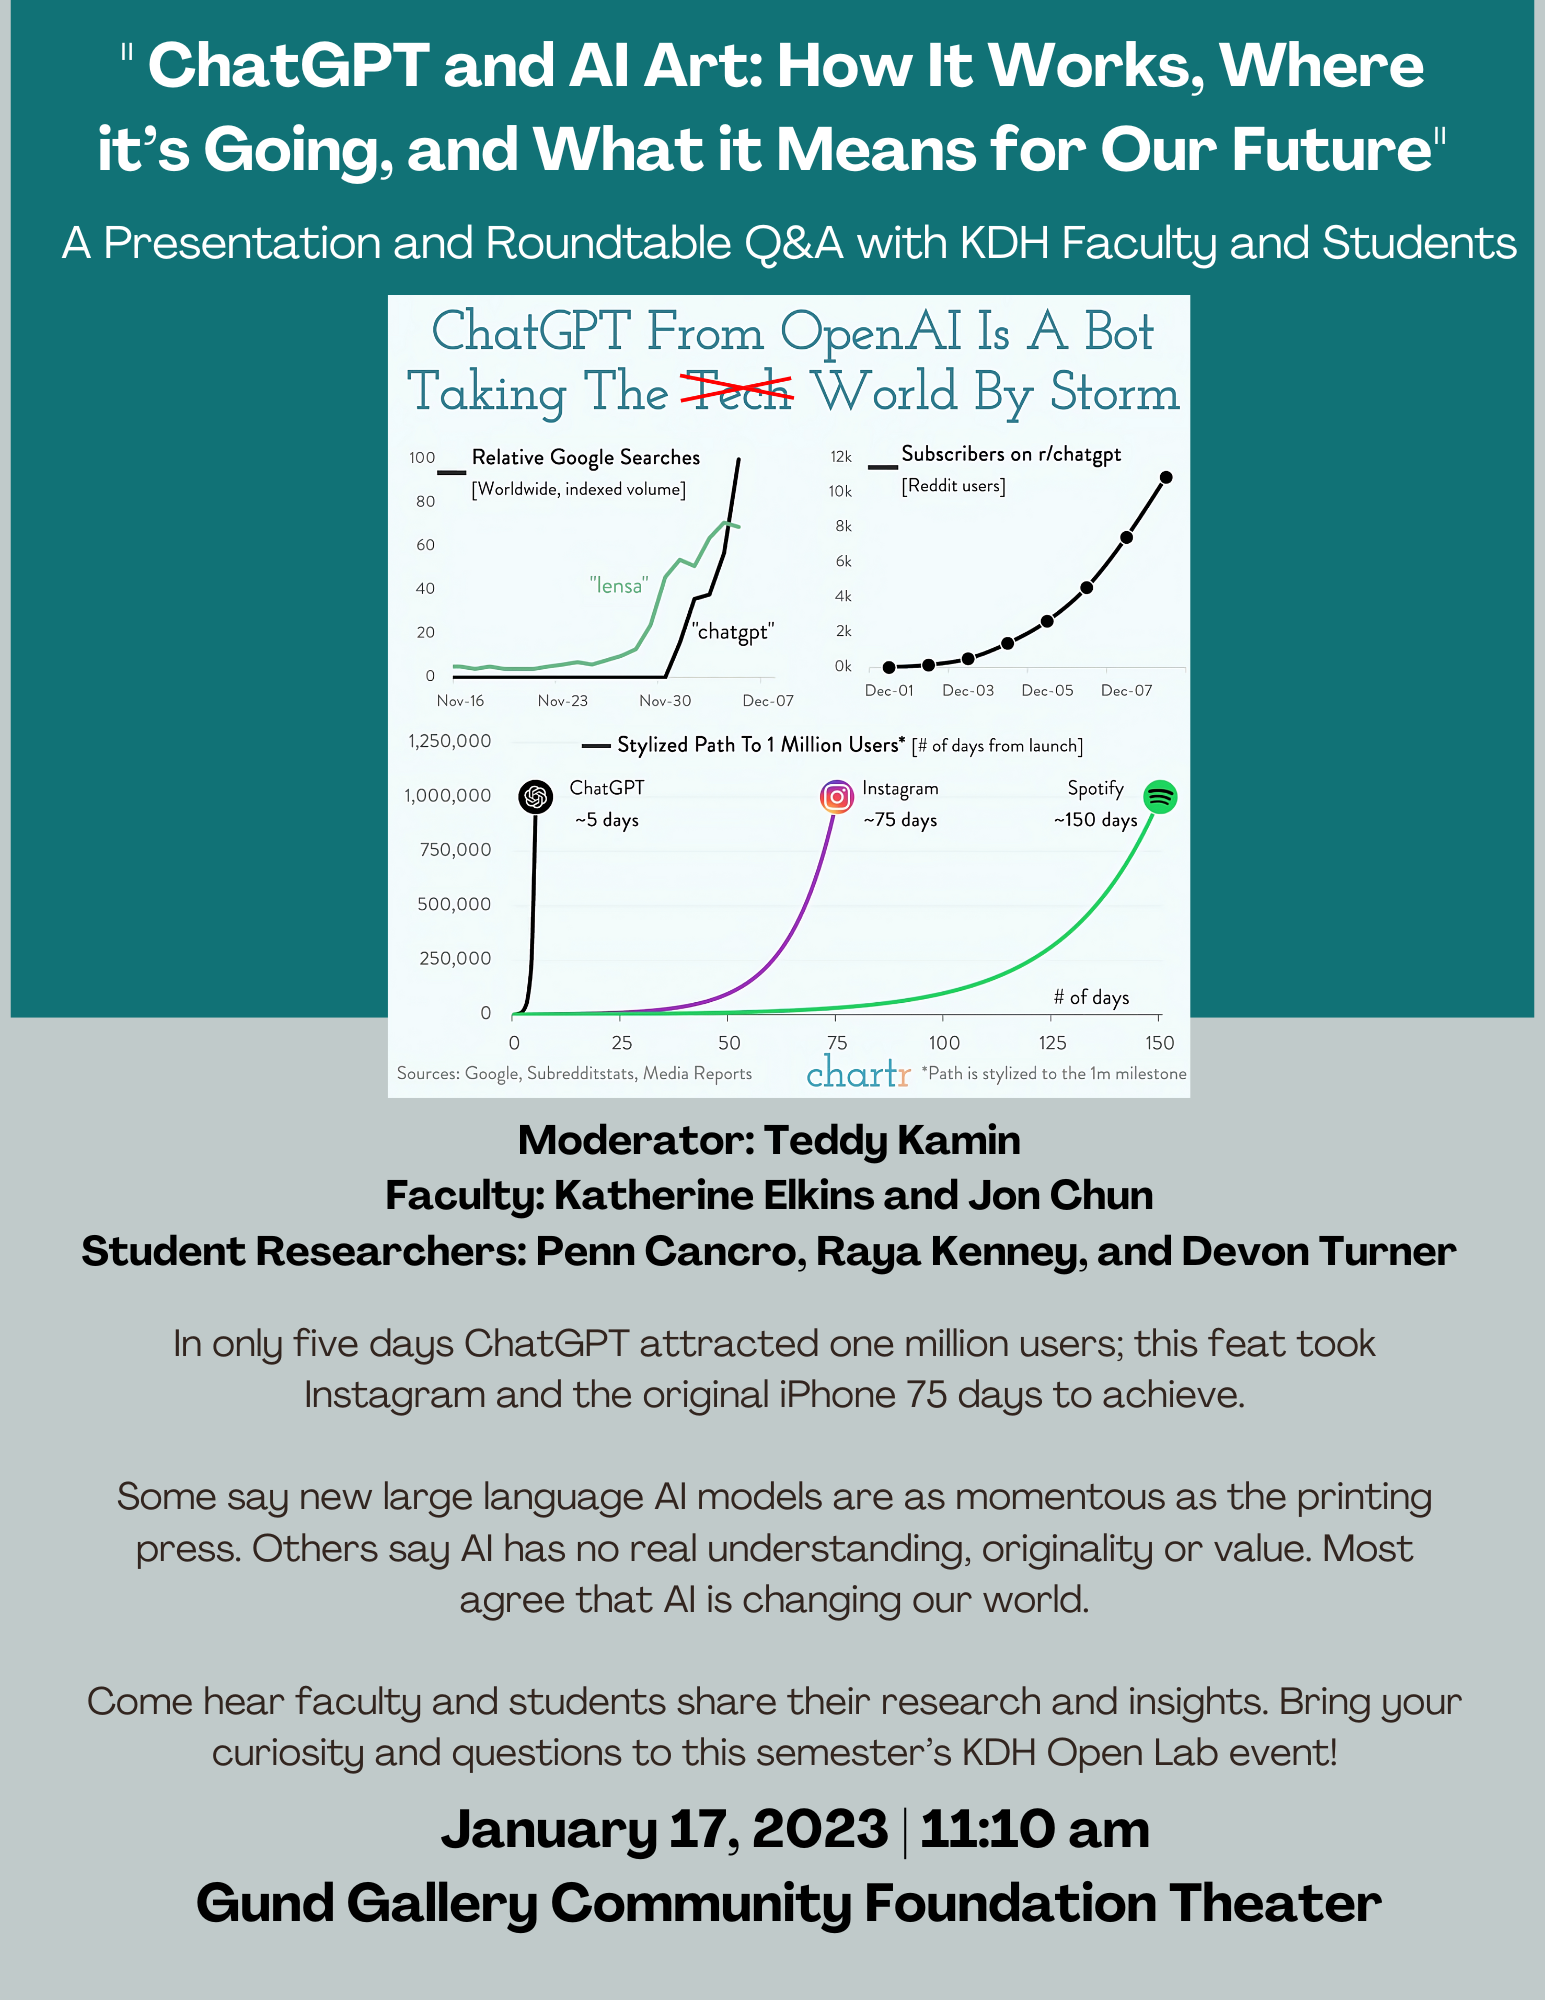 " ChatGPT and AI Art: How It Works, Where
it’s Going, and What it Means for Our Future"
A Presentation and Roundtable Q&A with KDH Faculty and Students
ChatGPT From OpenAI Is A Bot
Taking The Tech World By Storm
Relative Google Searches
[Worldwide, indexed volume]
100
80
60
40
20
0
"lensa"
"chatgpt"
Nov-16 Nov-23 Nov-30 Dec-07
Subscribers on r/chatgpt
[Reddit users]
12k
10k
8k
6k
4k
2k
0k
Dec-01 Dec-03 Dec-05 Dec-07
Stylized Path To 1 Million Users* [# of days from launch]
1,250,000
1,000,000
750,000
500,000
250,000
0
ChatGPT
~5 days
Instagram
~75 days
Spotify
~150 days
# of days
0 25 50 75 100 125 150
Sources: Google, Subredditstats, Media Reports
chartr
*Path is stylized to the 1m milestone
Moderator: Teddy Kamin
Faculty: Katherine Elkins and Jon Chun
Student Researchers: Penn Cancro, Raya Kenney, and Devon Turner
In only five days ChatGPT attracted one million users; this feat took
Instagram and the original iPhone 75 days to achieve.
Some say new large language AI models are as momentous as the printing
press. Others say AI has no real understanding, originality or value. Most
agree that AI is changing our world.
Come hear faculty and students share their research and insights. Bring your
curiosity and questions to this semester’s KDH Open Lab event!
January 17, 2023 | 11:10 am
Gund Gallery Community Foundation Theater